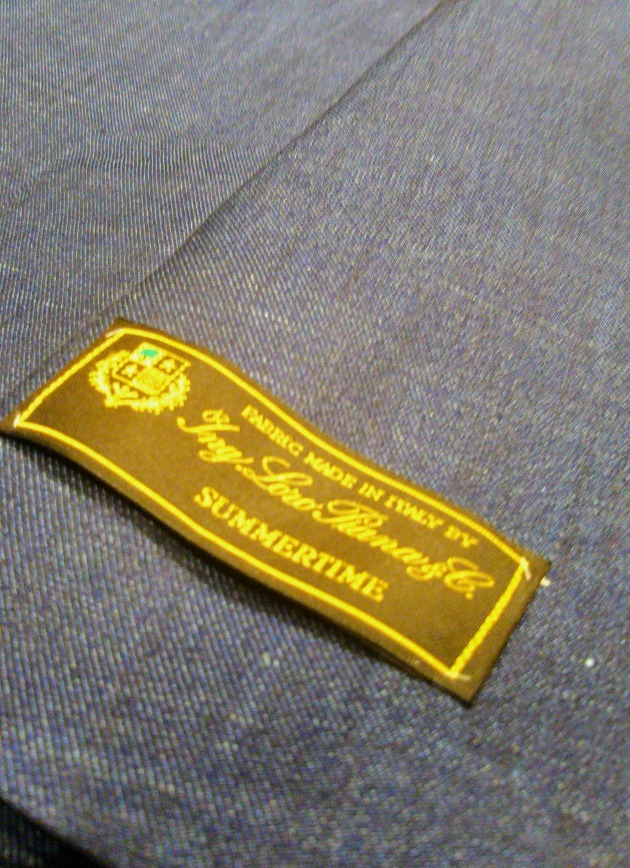 FABRIC MADE IN ITALY BY
Ing. Loro Piana & C.
SUMMERTIME